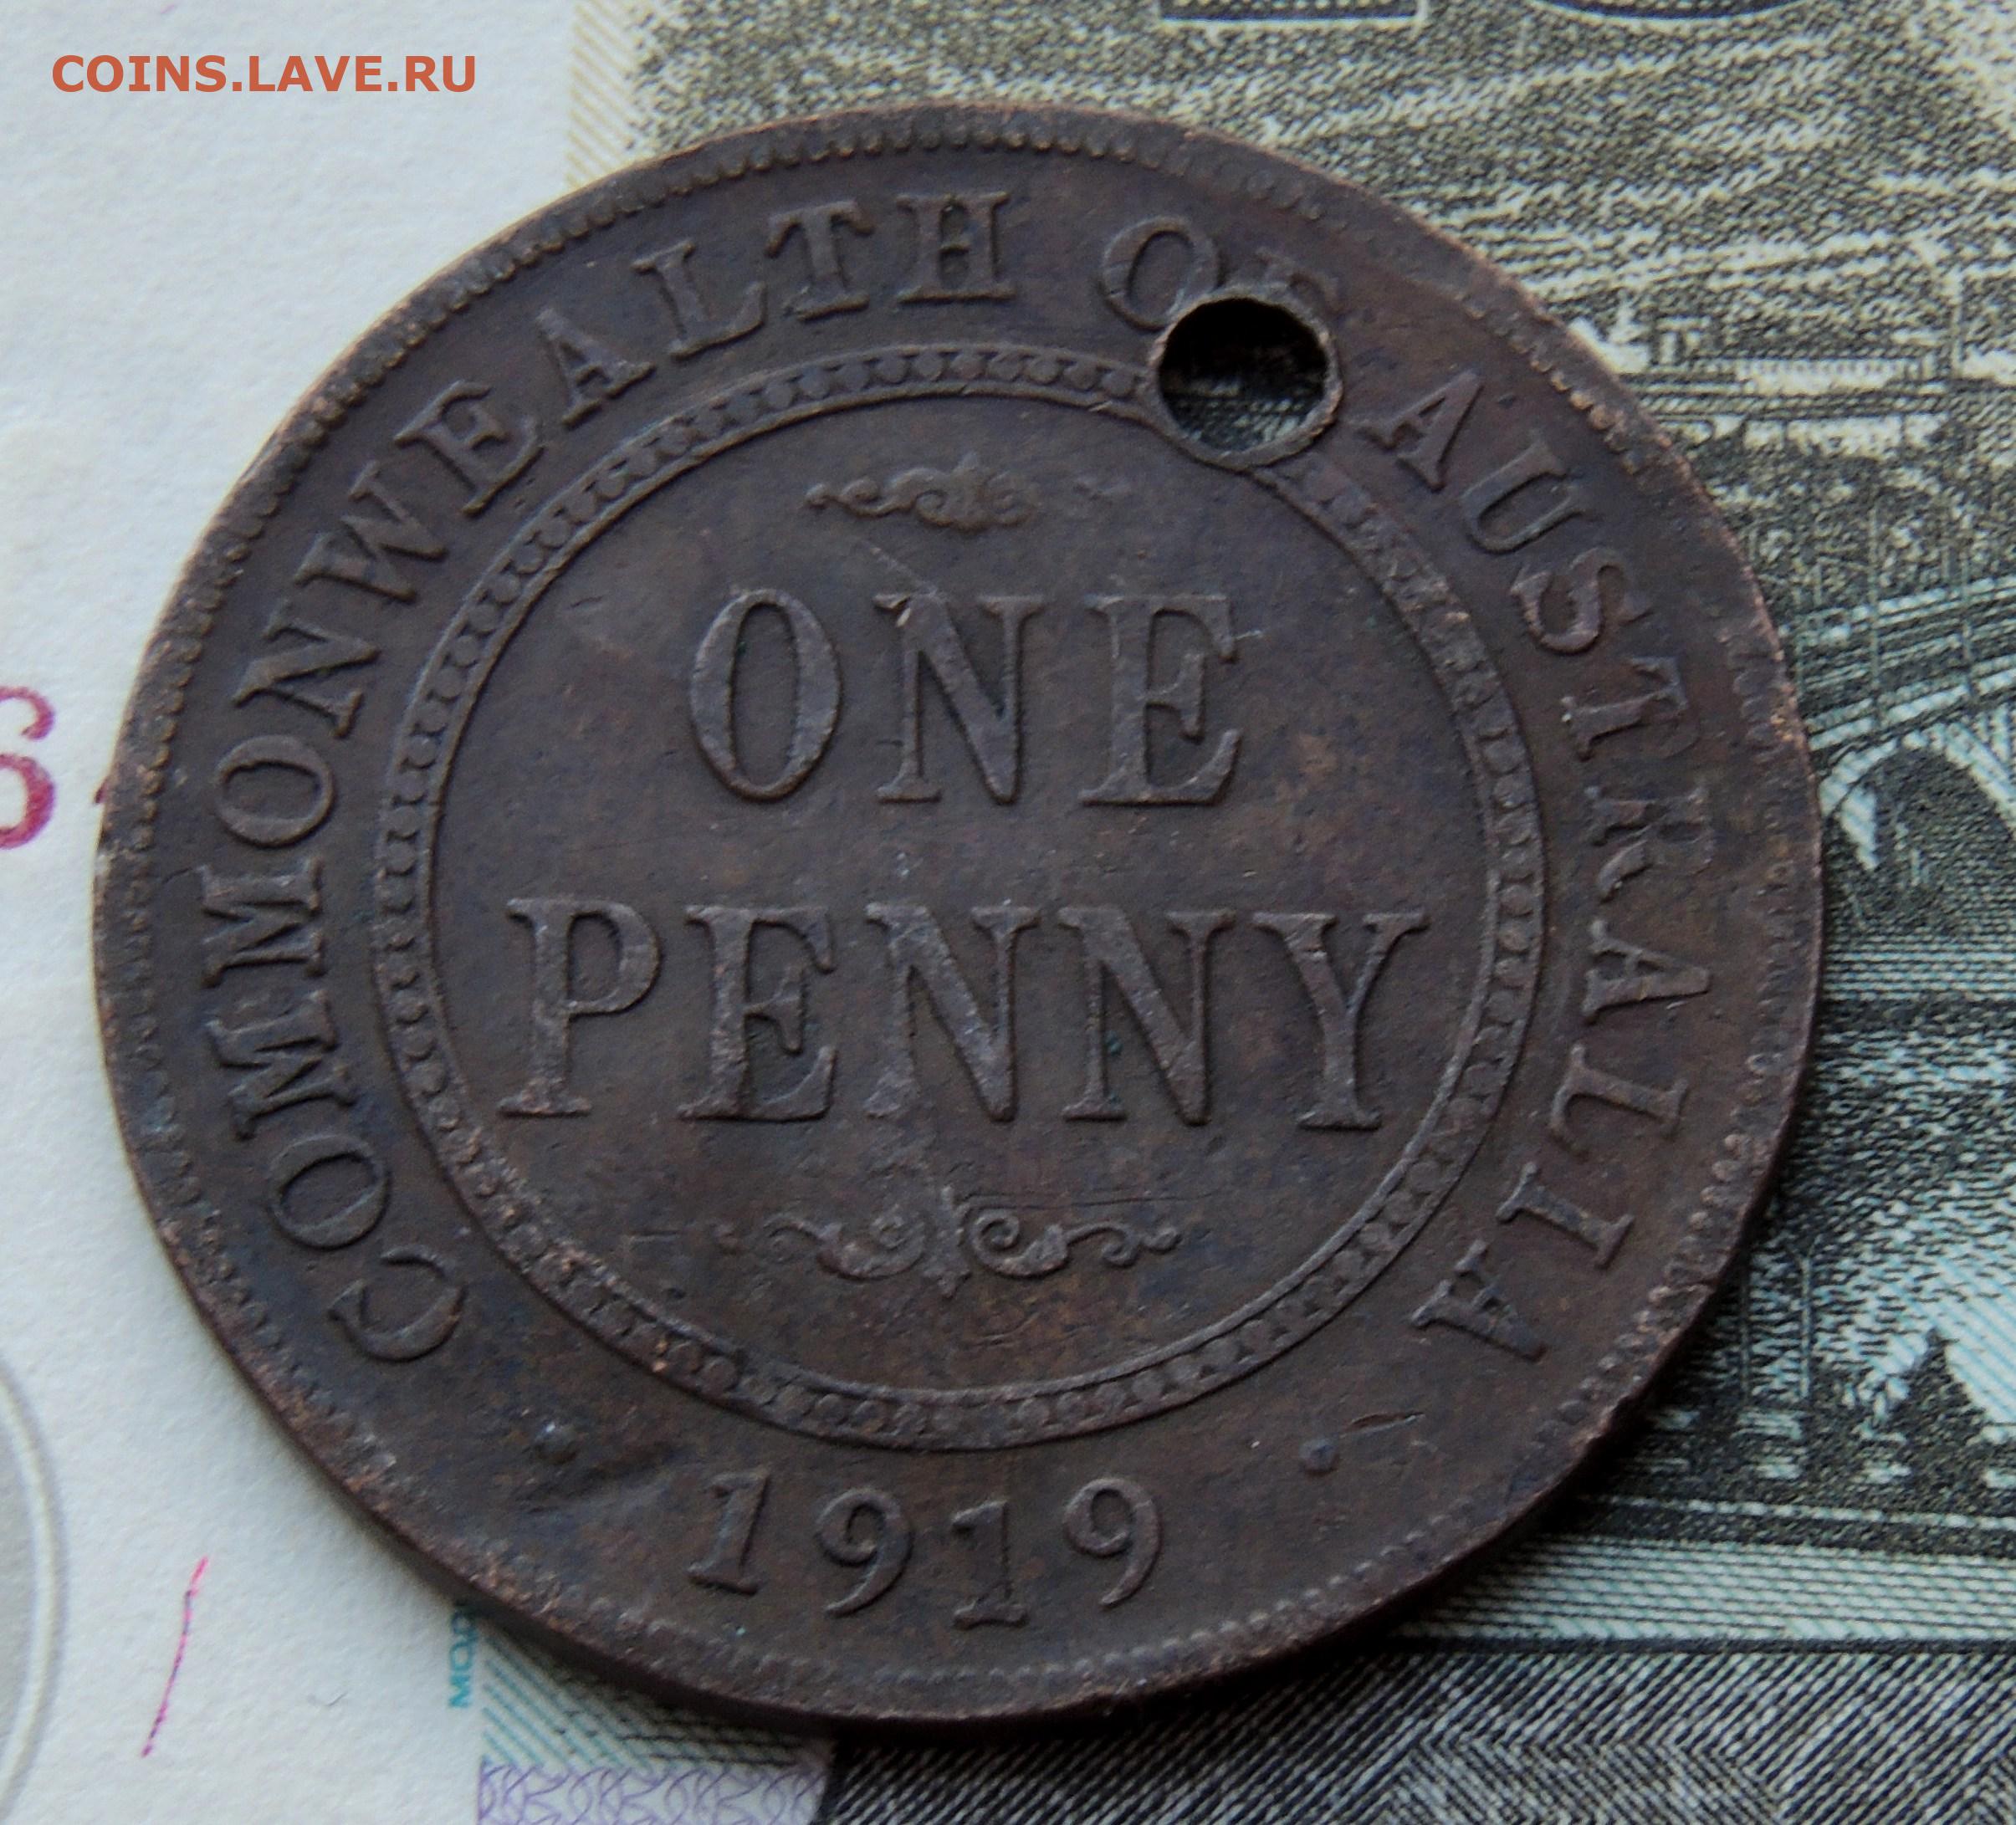 COINS.LAVE.RU
COMMONWEALTH OF AUSTRALIA
ONE
PENNY
1919